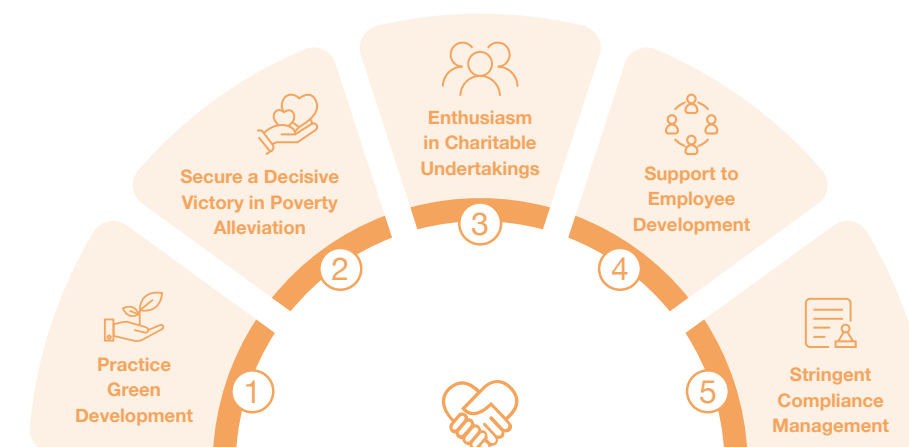 Practice
Green
Development
1
Secure a Decisive
Victory in Poverty
Alleviation
2
Enthusiasm
in Charitable
Undertakings
3
Support to
Employee
Development
4
Stringent
Compliance
Management
5